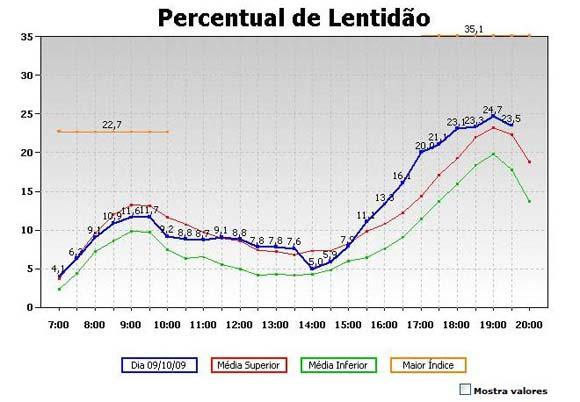 Percentual de Lentidão
35
30
25
20
15
10
5
0
35,1
22,7
4,1 6,3 9,1 10,9 11,6 11,7 9,2 8,8 8,7 9,1 8,8 7,8 7,8 7,6 5,0 5,9 7,9 11,1 13,3 16,1 20,0 21,1 23,1 23,3 24,7 23,5
7:00 8:00 9:00 10:00 10:00 11:00 12:00 13:00 14:00 15:00 16:00 17:00 18:00 19:00 20:00
Dia 09/10/09 Média Superior Média Inferior Maior Índice
Mostra valores